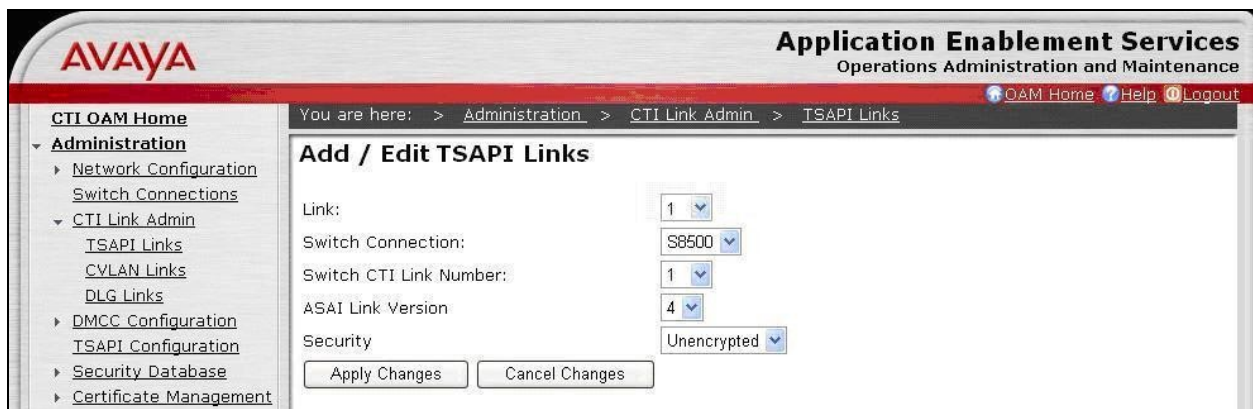 AVAYA
Application Enablement Services
Operations Administration and Maintenance
OAM Home Help Logout
CTI OAM Home
Administration
Network Configuration
Switch Connections
CTI Link Admin
TSAPI Links
CVLAN Links
DLG Links
DMCC Configuration
TSAPI Configuration
Security Database
Certificate Management
You are here: > Administration > CTI Link Admin > TSAPI Links
Add / Edit TSAPI Links
Link: 1
Switch Connection: S8500
Switch CTI Link Number: 1
ASAI Link Version 4
Security Unencrypted
Apply Changes Cancel Changes